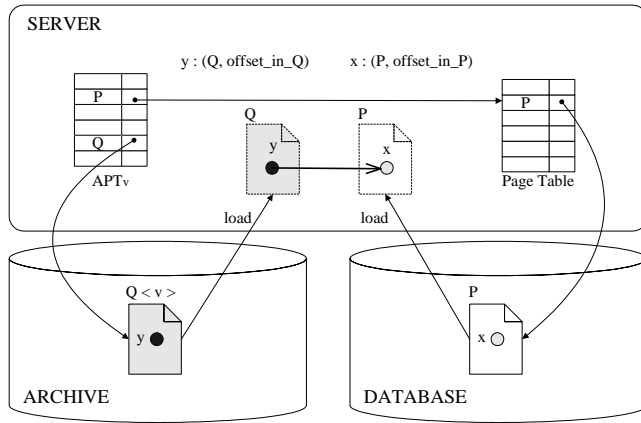 SERVER
y : (Q, offset_in_Q)
x : (P, offset_in_P)
P
Q
APTv
Q
y
P
x
P
Page Table
load
load
Q < v >
y
ARCHIVE
P
x
DATABASE